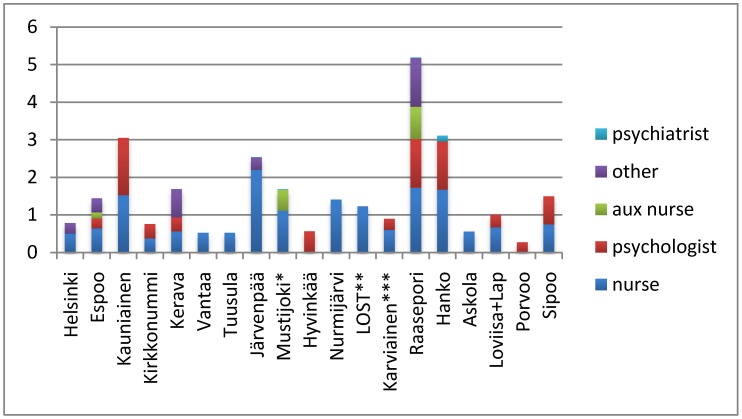 6
5
4
3
2
1
0
Helsinki
Espoo
Kauniainen
Kirkkonummi
Kerava
Vantaa
Tuusula
Järvenpää
Mustijoki*
Hyvinkää
Nurmijärvi
LOST**
Karviainen***
Raasepori
Hanko
Askola
Loviisa+Lap
Porvoo
Sipoo
psychiatrist
other
aux nurse
psychologist
nurse